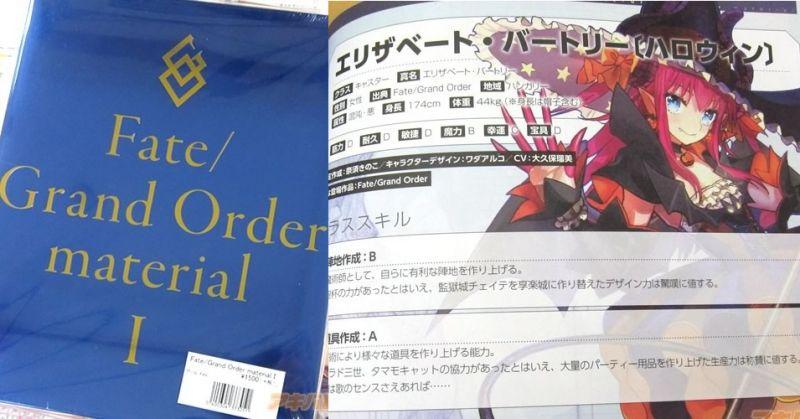 Fate/
Grand Order
material
I
Fate/Grand Order material I
¥1500
エリザベート・バートリー〔ハロウィン〕
クラス キャスター 真名 エリザベート・バートリー
性別 女性 出典 Fate/Grand Order 地域 ハンガリー
属性 混沌・悪 身長 174cm 体重 44kg (※身長は帽子含む)
筋力 D 耐久 D 敏捷 D 魔力 B 幸運 C 宝具 D
定作成:奈須きのこ/キャラクターデザイン:ワダアルコ/CV:大久保瑠美
登場作品:Fate/Grand Order
ラススキル
陣地作成:B
魔術師として、自らに有利な陣地を作り上げる。
杯の力があったとはいえ、監獄城チェイテを享楽城に作り替えたデザイン力は驚嘆に値する。
道具作成:A
術により様々な道具を作り上げる能力。
ラド三世、タマモキャットの協力があったとはいえ、大量のパーティー用品を作り上げた生産力は称賛に値する。
は歌のセンスさえあれば……